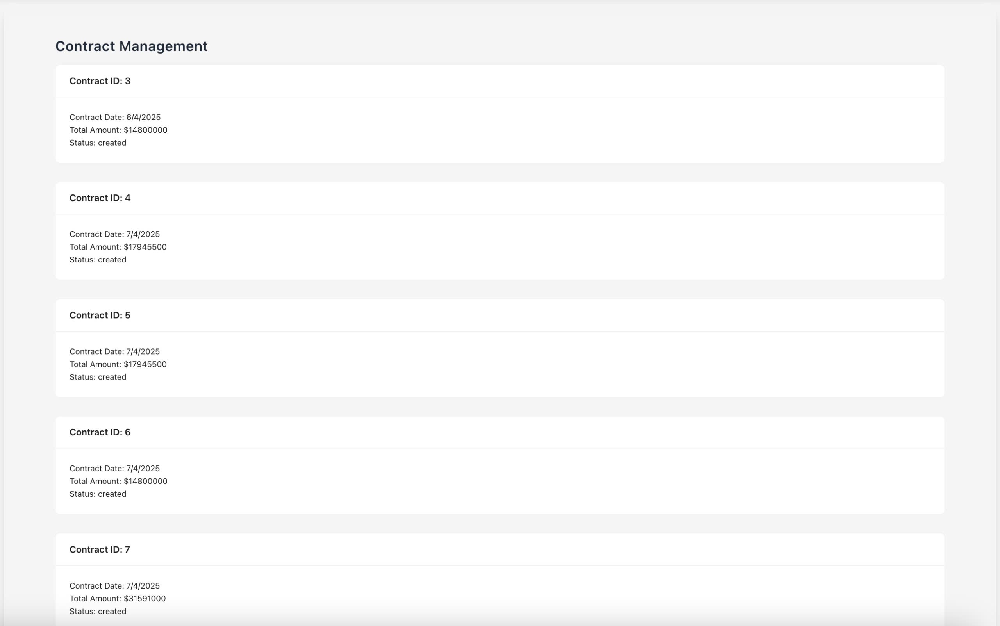 Contract Management
Contract ID: 3
Contract Date: 6/4/2025
Total Amount: $14800000
Status: created
Contract ID: 4
Contract Date: 7/4/2025
Total Amount: $17945500
Status: created
Contract ID: 5
Contract Date: 7/4/2025
Total Amount: $17945500
Status: created
Contract ID: 6
Contract Date: 7/4/2025
Total Amount: $14800000
Status: created
Contract ID: 7
Contract Date: 7/4/2025
Total Amount: $31591000
Status: created